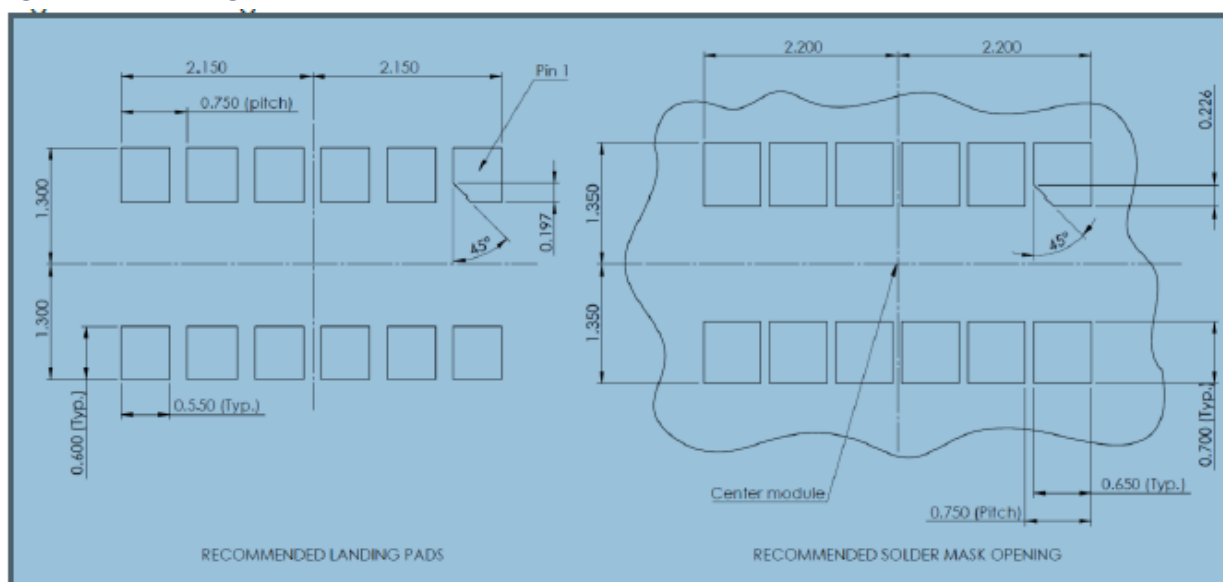 2.150 2.150
Pin 1
0.750 (pitch)
1.300
0.197
45°
1.300
0.600 (Typ.)
0.550 (Typ.)
RECOMMENDED LANDING PADS
2.200 2.200
0.226
1.350
45°
1.350
0.700 (Typ.)
Center module
0.650 (Typ.)
0.750 (Pitch)
RECOMMENDED SOLDER MASK OPENING